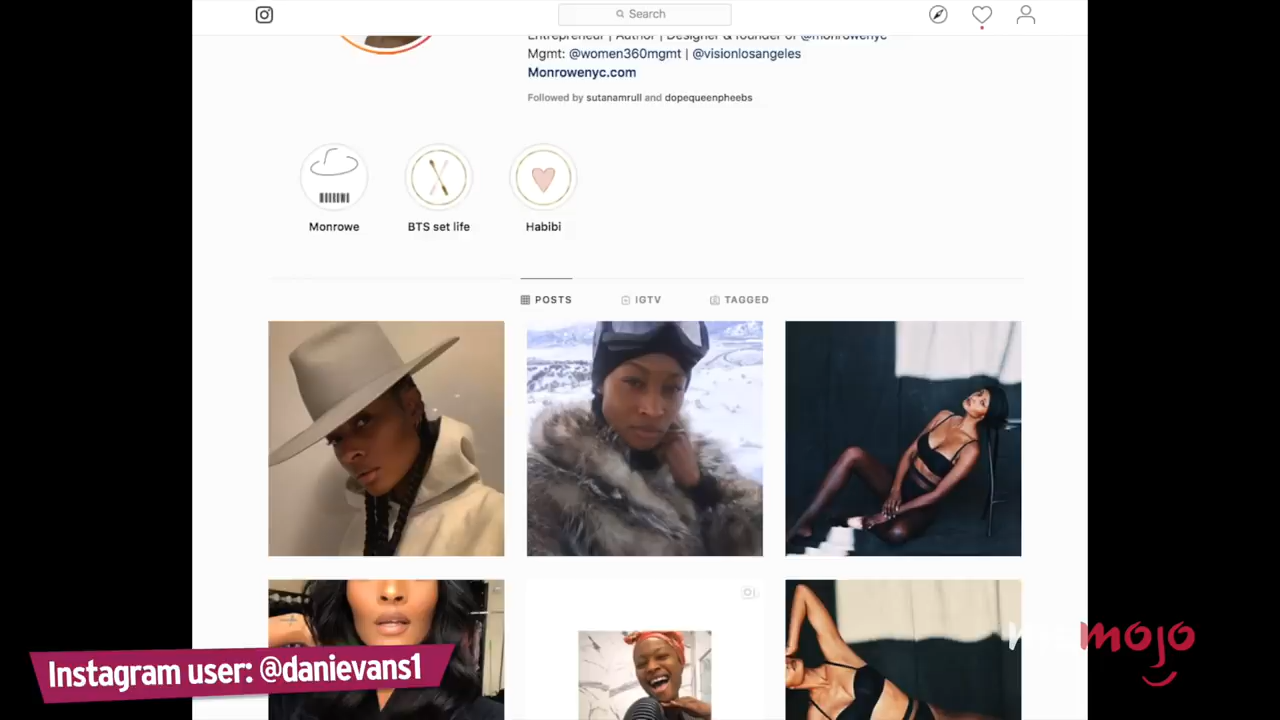 Search
Entrepreneur | Author | Designer & founder of @monrowenyc
Mgmt: @women360mgmt | @visionlosangeles
Monrowenyc.com
Followed by sutanamrull and dopequeenpheebs
Monrowe
BTS set life
Habibi
POSTS
IGTV
TAGGED
Instagram user: @danievans1
msmojo